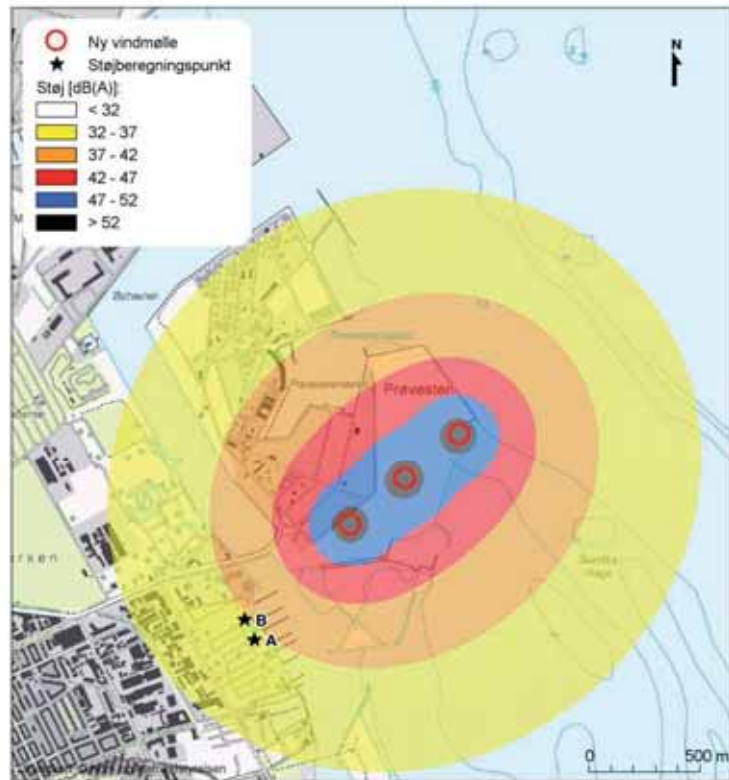 Ny vindmølle
Støjberegningspunkt
Støj [dB(A)]:
< 32
32 - 37
37 - 42
42 - 47
47 - 52
> 52
N
Prøvesten
B
A
0 500 m